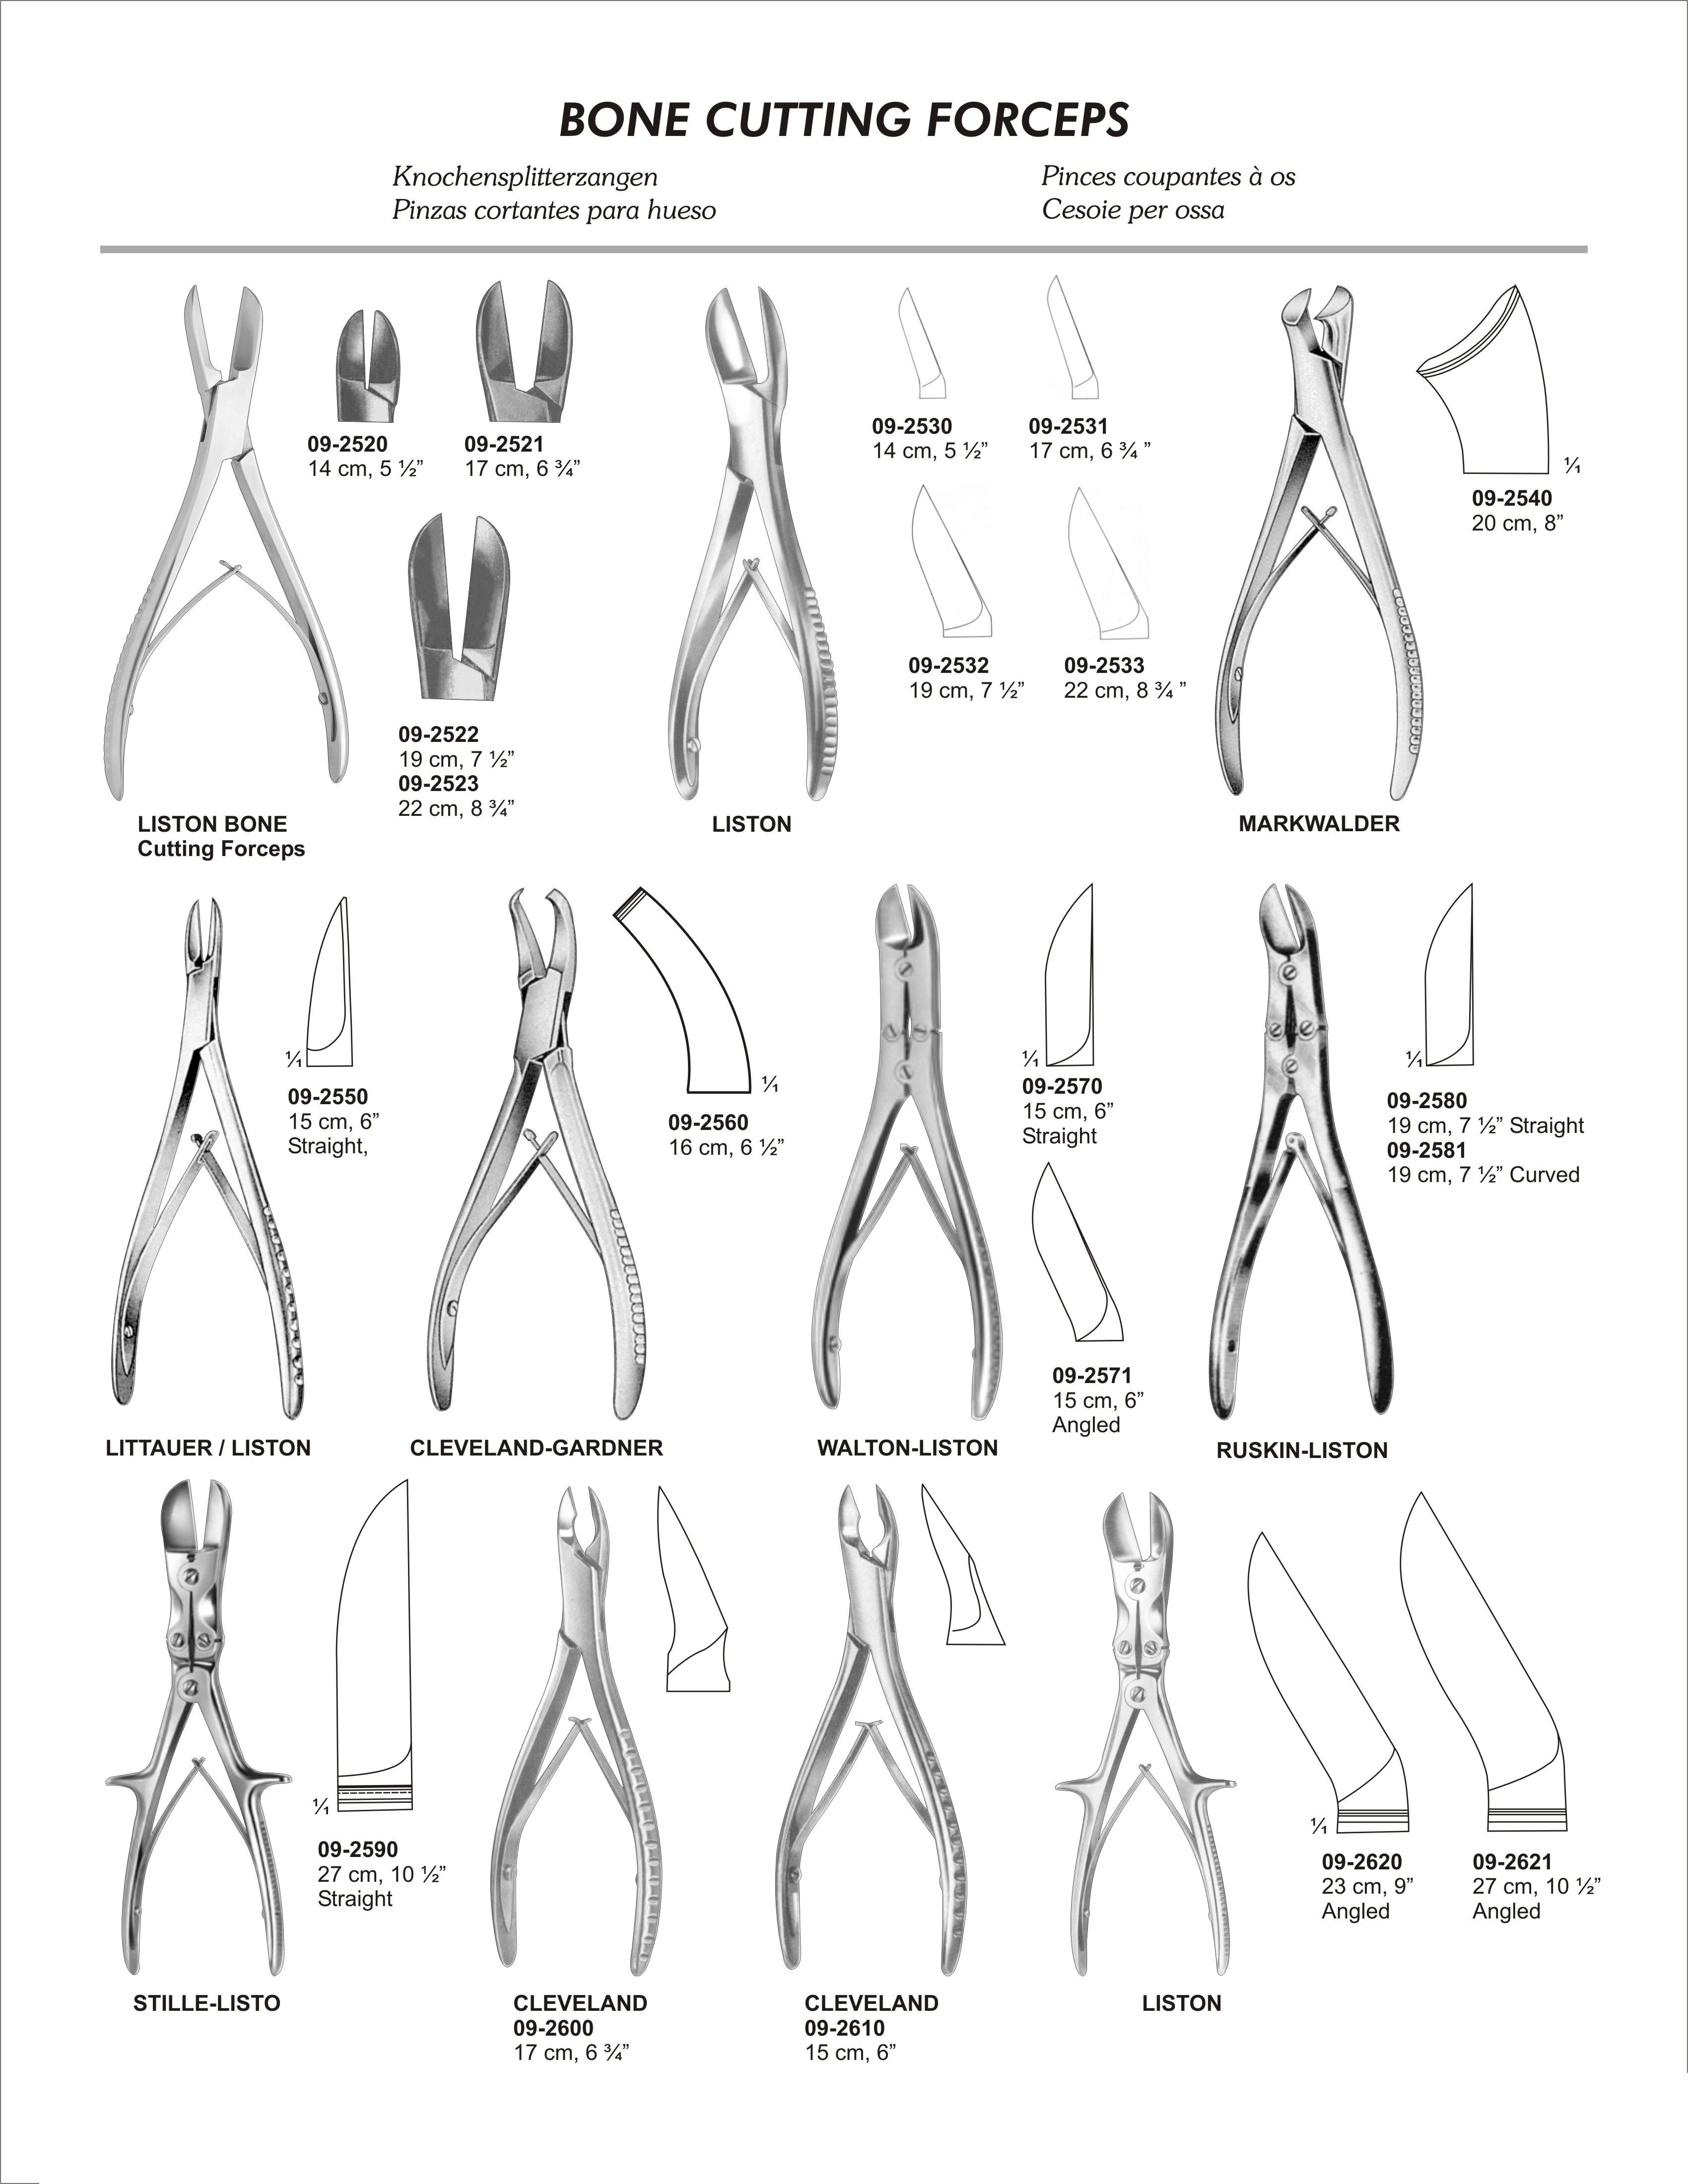 BONE CUTTING FORCEPS
Knochensplitterzangen
Pinzas cortantes para hueso
Pinces coupantes à os
Cesoie per ossa
09-2520
14 cm, 5 ½”
09-2521
17 cm, 6 ¾”
09-2522
19 cm, 7 ½”
09-2523
22 cm, 8 ¾”
LISTON BONE
Cutting Forceps
09-2530
14 cm, 5 ½”
09-2531
17 cm, 6 ¾ ”
09-2532
19 cm, 7 ½”
09-2533
22 cm, 8 ¾ ”
LISTON
¹⁄₁
09-2540
20 cm, 8”
MARKWALDER
¹⁄₁
09-2550
15 cm, 6”
Straight,
LITTAUER / LISTON
¹⁄₁
09-2560
16 cm, 6 ½”
CLEVELAND-GARDNER
¹⁄₁
09-2570
15 cm, 6”
Straight
09-2571
15 cm, 6”
Angled
WALTON-LISTON
¹⁄₁
09-2580
19 cm, 7 ½” Straight
09-2581
19 cm, 7 ½” Curved
RUSKIN-LISTON
¹⁄₁
09-2590
27 cm, 10 ½”
Straight
STILLE-LISTO
CLEVELAND
09-2600
17 cm, 6 ¾”
CLEVELAND
09-2610
15 cm, 6”
¹⁄₁
09-2620
23 cm, 9”
Angled
09-2621
27 cm, 10 ½”
Angled
LISTON